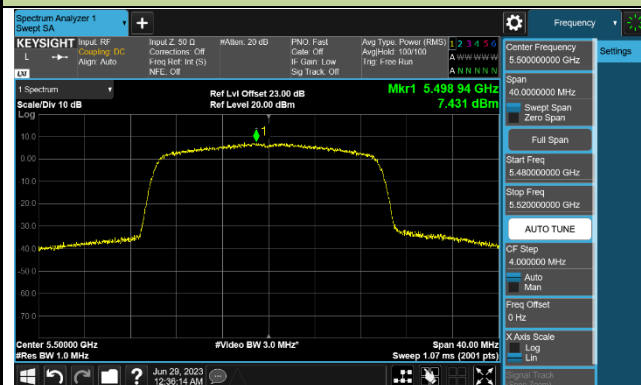 Spectrum Analyzer 1
Swept SA
Frequency
KEYSIGHT
Input: RF
Coupling: DC
Align: Auto
Input Z: 50 Ω
Corrections: Off
Freq Ref: Int (S)
NFE: Off
#Atten: 20 dB
PNO: Fast
Gate: Off
IF Gain: Low
Sig Track: Off
Avg Type: Power (RMS)
Avg|Hold: 100/100
Trig: Free Run
1 2 3 4 5 6
A W W W W W
A N N N N N
L
LXI
1 Spectrum
Scale/Div 10 dB
Log
Ref Lvl Offset 23.00 dB
Ref Level 20.00 dBm
Mkr1 5.498 94 GHz
7.431 dBm
1
10.0
0.00
-10.0
-20.0
-30.0
-40.0
-50.0
-60.0
-70.0
Center 5.50000 GHz
#Res BW 1.0 MHz
#Video BW 3.0 MHz*
Span 40.00 MHz
Sweep 1.07 ms (2001 pts)
Jun 29, 2023
12:36:14 AM
Center Frequency
5.500000000 GHz
Settings
Span
40.0000000 MHz
Swept Span
Zero Span
Full Span
Start Freq
5.480000000 GHz
Stop Freq
5.520000000 GHz
AUTO TUNE
CF Step
4.000000 MHz
Auto
Man
Freq Offset
0 Hz
X Axis Scale
Log
Lin
Signal Track